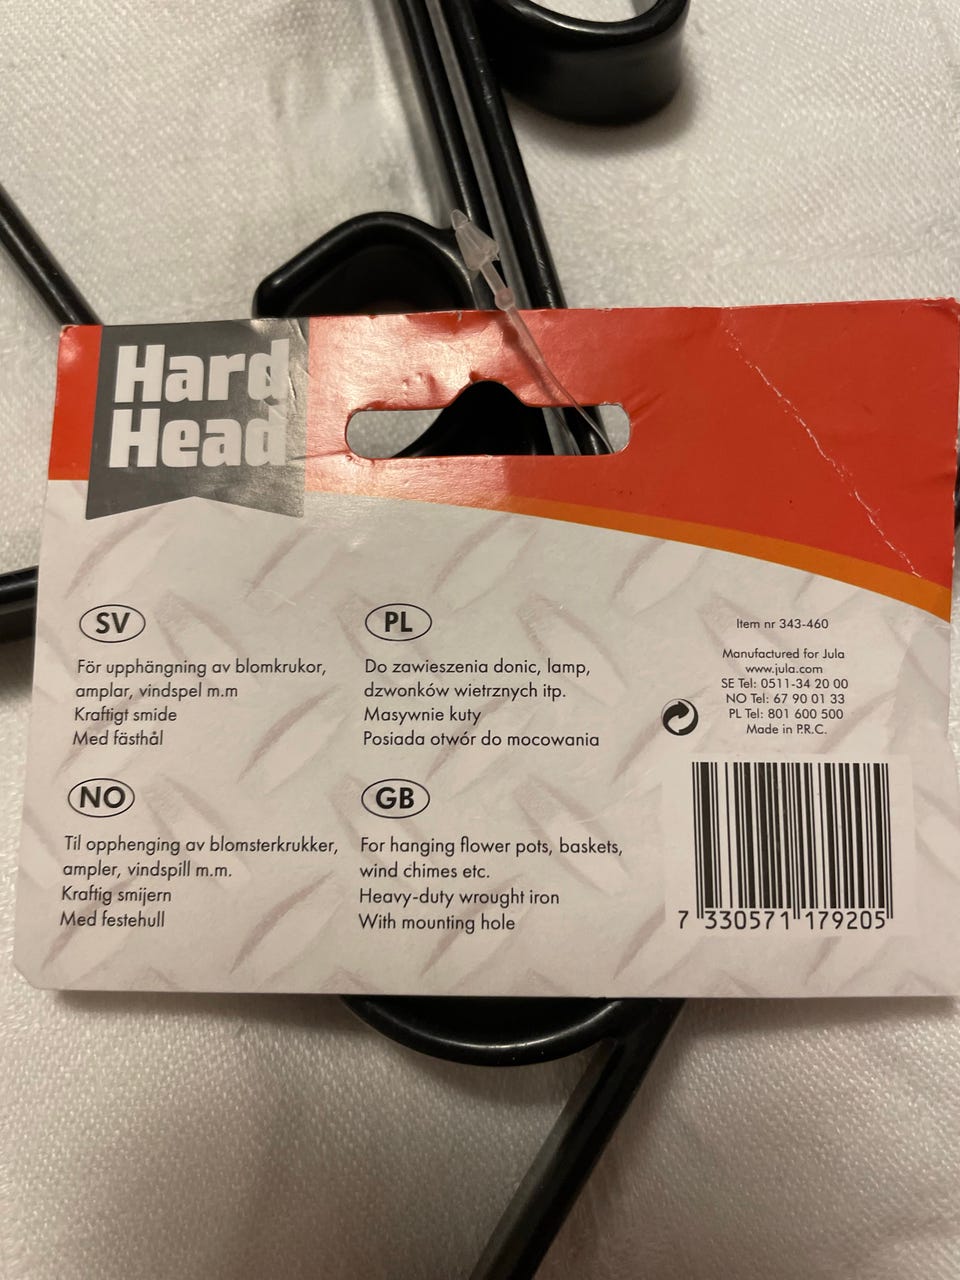 Hard
Head
SV
För upphängning av blomkrukor,
amplar, vindspel m.m
Kraftigt smide
Med fästhål
PL
Do zawieszenia donic, lamp,
dzwonków wietrznych itp.
Masywnie kuty
Posiada otwór do mocowania
NO
Til opphenging av blomsterkrukker,
ampler, vindspill m.m.
Kraftig smijern
Med festehull
GB
For hanging flower pots, baskets,
wind chimes etc.
Heavy-duty wrought iron
With mounting hole
Item nr 343-460
Manufactured for Jula
www.jula.com
SE Tel: 0511-34 20 00
NO Tel: 67 90 01 33
PL Tel: 801 600 500
Made in P.R.C.
7 330571 179205